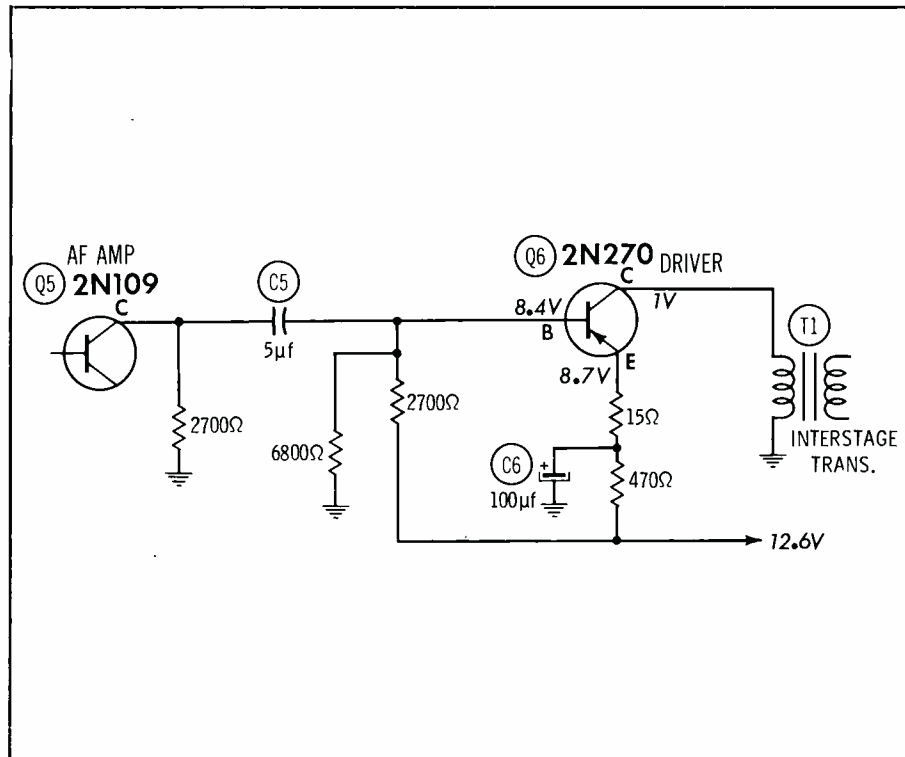 AF AMP
Q5 2N109
C
C5
5µf
2700Ω
6800Ω
2700Ω
Q6 2N270 DRIVER
C
1V
8.4V
B
E
8.7V
15Ω
C6
+
100µf
470Ω
12.6V
T1
INTERSTAGE
TRANS.